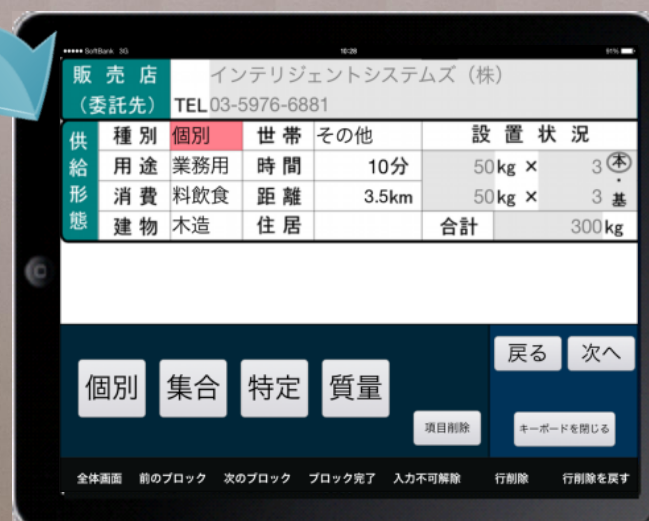 SoftBank 3G 10:26 91%
販売店 インテリジェントシステムズ（株）
（委託先） TEL 03-5976-6881
供給形態
種別 個別 世帯 その他 設置状況
用途 業務用 時間 10分 50 kg × 3 本・
消費 料飲食 距離 3.5km 50 kg × 3 基
建物 木造 住居 合計 300 kg
戻る 次へ
個別 集合 特定 質量
項目削除 キーボードを閉じる
全体画面 前のブロック 次のブロック ブロック完了 入力不可解除 行削除 行削除を戻す